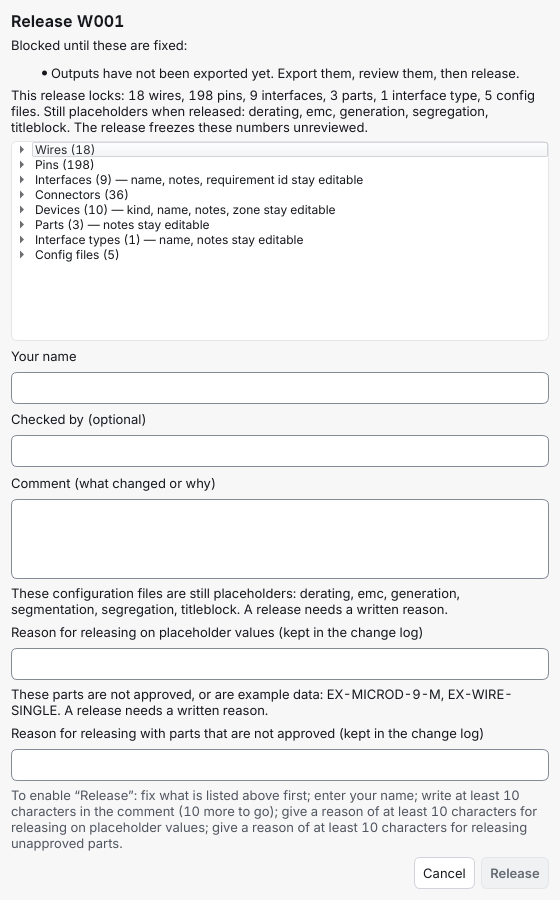 Release W001
Blocked until these are fixed:
• Outputs have not been exported yet. Export them, review them, then release.
This release locks: 18 wires, 198 pins, 9 interfaces, 3 parts, 1 interface type, 5 config
files. Still placeholders when released: derating, emc, generation, segregation,
titleblock. The release freezes these numbers unreviewed.
Wires (18)
Pins (198)
Interfaces (9) — name, notes, requirement id stay editable
Connectors (36)
Devices (10) — kind, name, notes, zone stay editable
Parts (3) — notes stay editable
Interface types (1) — name, notes stay editable
Config files (5)
Your name
Checked by (optional)
Comment (what changed or why)
These configuration files are still placeholders: derating, emc, generation,
segmentation, segregation, titleblock. A release needs a written reason.
Reason for releasing on placeholder values (kept in the change log)
These parts are not approved, or are example data: EX-MICROD-9-M, EX-WIRE-
SINGLE. A release needs a written reason.
Reason for releasing with parts that are not approved (kept in the change log)
To enable “Release”: fix what is listed above first; enter your name; write at least 10
characters in the comment (10 more to go); give a reason of at least 10 characters for
releasing on placeholder values; give a reason of at least 10 characters for releasing
unapproved parts.
Cancel
Release